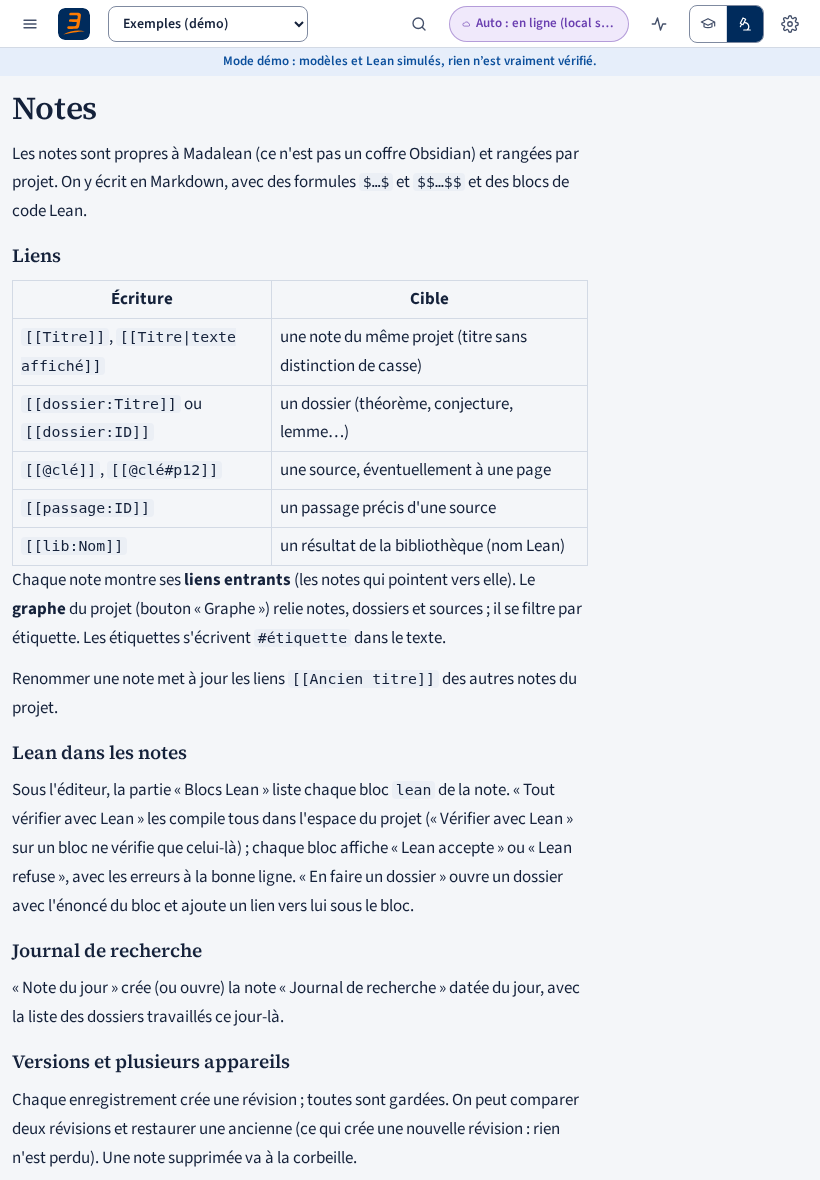 Exemples (démo)
Auto : en ligne (local s…
Mode démo : modèles et Lean simulés, rien n’est vraiment vérifié.
Notes
Les notes sont propres à Madalean (ce n'est pas un coffre Obsidian) et rangées par
projet. On y écrit en Markdown, avec des formules $…$ et $$…$$ et des blocs de
code Lean.
Liens
Écriture Cible
[[Titre]], [[Titre|texte
affiché]]
une note du même projet (titre sans
distinction de casse)
[[dossier:Titre]] ou
[[dossier:ID]]
un dossier (théorème, conjecture,
lemme…)
[[@clé]], [[@clé#p12]] une source, éventuellement à une page
[[passage:ID]] un passage précis d'une source
[[lib:Nom]] un résultat de la bibliothèque (nom Lean)
Chaque note montre ses liens entrants (les notes qui pointent vers elle). Le
graphe du projet (bouton « Graphe ») relie notes, dossiers et sources ; il se filtre par
étiquette. Les étiquettes s'écrivent #étiquette dans le texte.
Renommer une note met à jour les liens [[Ancien titre]] des autres notes du
projet.
Lean dans les notes
Sous l'éditeur, la partie « Blocs Lean » liste chaque bloc lean de la note. « Tout
vérifier avec Lean » les compile tous dans l'espace du projet (« Vérifier avec Lean »
sur un bloc ne vérifie que celui-là) ; chaque bloc affiche « Lean accepte » ou « Lean
refuse », avec les erreurs à la bonne ligne. « En faire un dossier » ouvre un dossier
avec l'énoncé du bloc et ajoute un lien vers lui sous le bloc.
Journal de recherche
« Note du jour » crée (ou ouvre) la note « Journal de recherche » datée du jour, avec
la liste des dossiers travaillés ce jour-là.
Versions et plusieurs appareils
Chaque enregistrement crée une révision ; toutes sont gardées. On peut comparer
deux révisions et restaurer une ancienne (ce qui crée une nouvelle révision : rien
n'est perdu). Une note supprimée va à la corbeille.